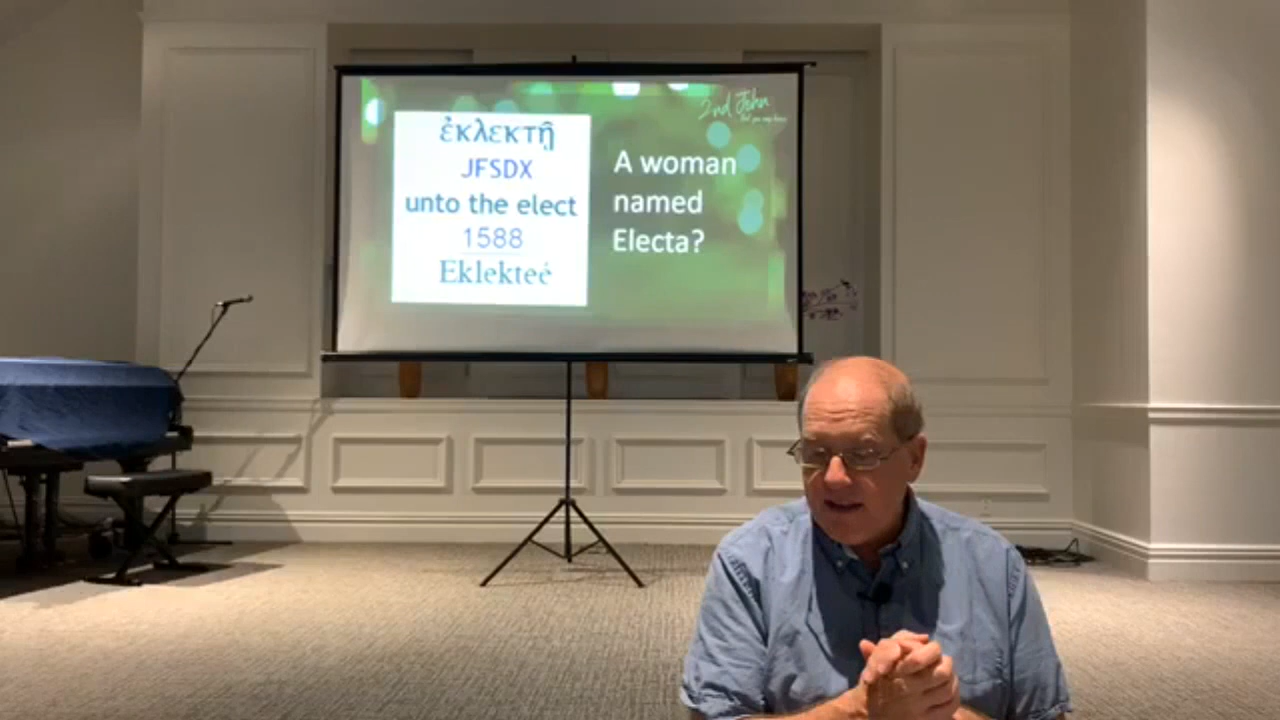 ἐκλεκτῇ
JFSDX
unto the elect
1588
Eklekteé
A woman
named
Electa?
2nd John